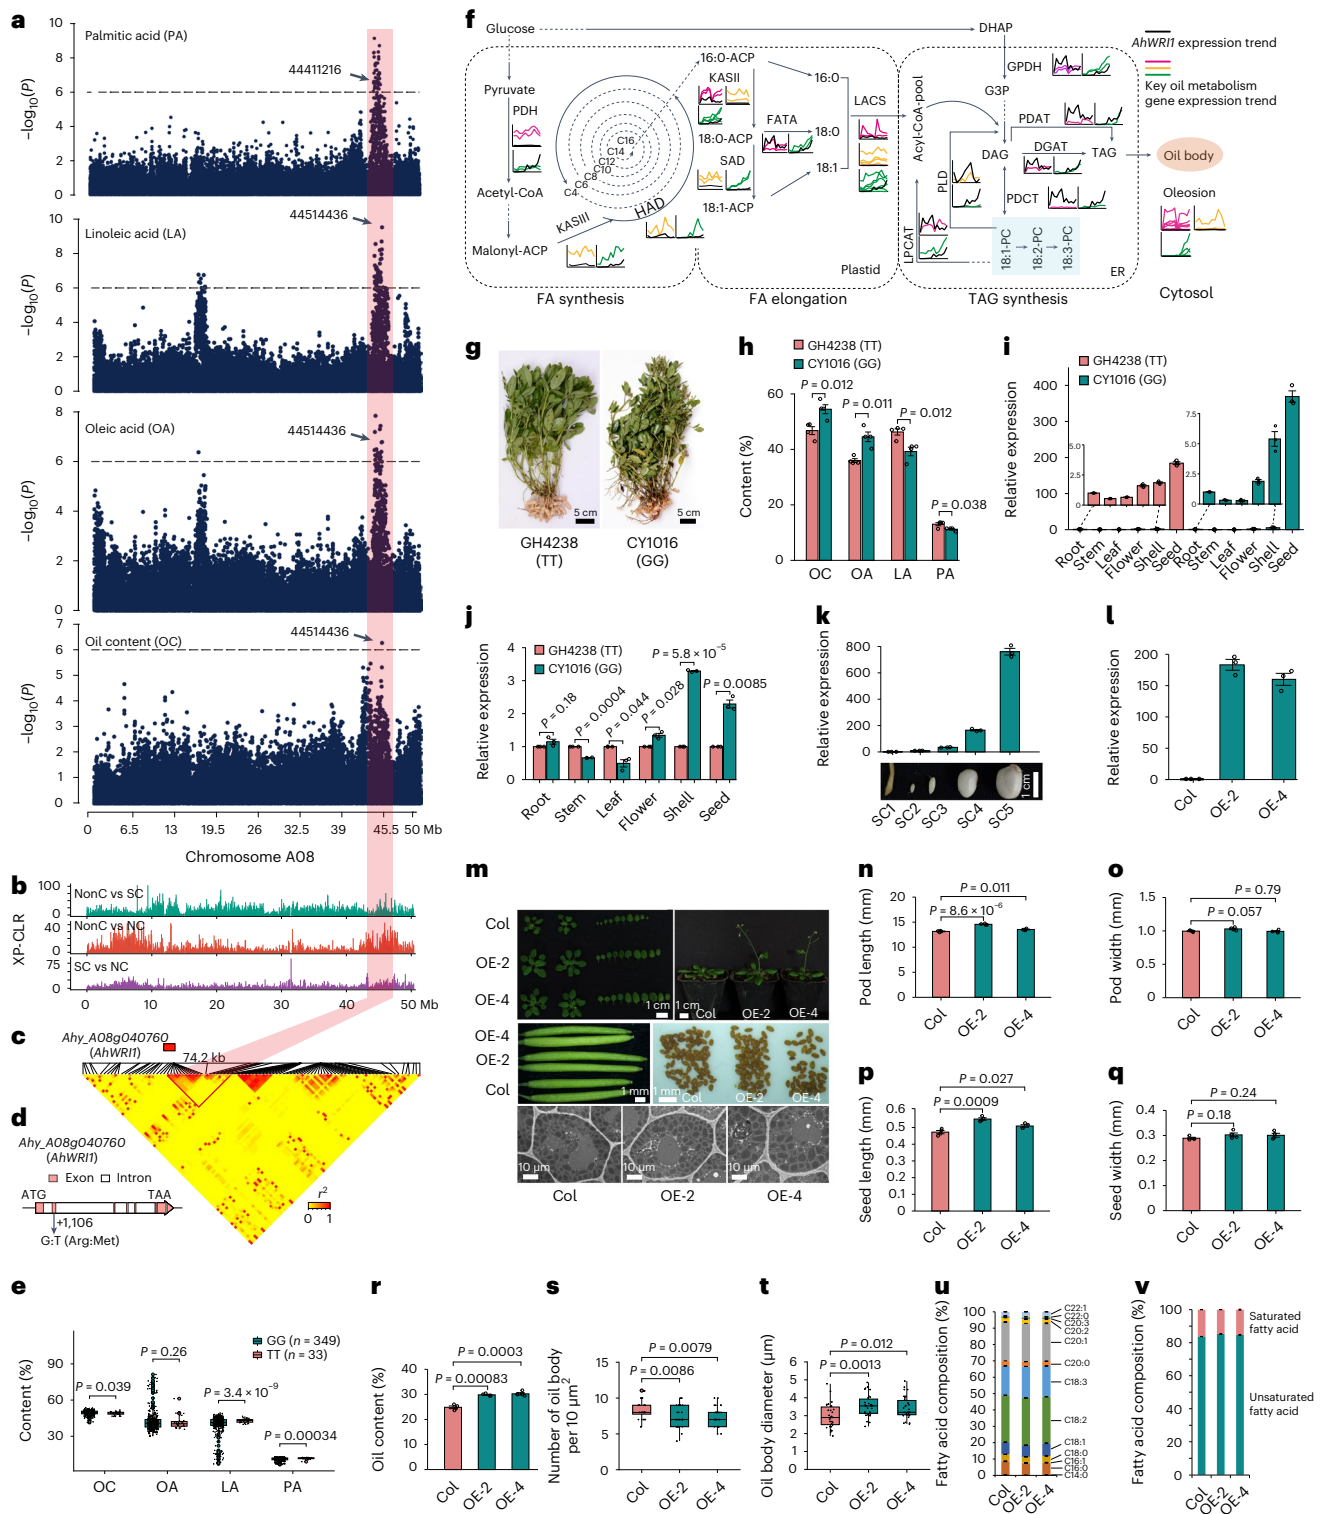 a
10
8
6
4
2
0
Palmitic acid (PA)
44411216
−log10(P)
10
8
6
4
2
0
Linoleic acid (LA)
44514436
−log10(P)
8
6
4
2
0
Oleic acid (OA)
44514436
−log10(P)
7
6
5
4
3
2
1
0
Oil content (OC)
44514436
−log10(P)
0 6.5 13 19.5 26 32.5 39 45.5 50 Mb
Chromosome A08
b
XP-CLR
100
0
NonC vs SC
40
0
NonC vs NC
75
0
SC vs NC
0 10 20 30 40 50 Mb
c
Ahy_A08g040760
(AhWRI1)
74.2 kb
d
Ahy_A08g040760
(AhWRI1)
Exon Intron
ATG TAA
+1,106
G:T (Arg:Met)
r2
0 1
e
Content (%)
90
60
30
GG (n = 349)
TT (n = 33)
P = 0.039
P = 0.26
P = 3.4 × 10−9
P = 0.00034
OC OA LA PA
f
Glucose
DHAP
Pyruvate
PDH
Acetyl-CoA
Malonyl-ACP
KASIII
HAD
C16
C14
C12
C10
C8
C6
C4
16:0-ACP
KASII
18:0-ACP
SAD
18:1-ACP
FATA
16:0
18:0
18:1
LACS
Plastid
Acyl-CoA-pool
GPDH
G3P
PDAT
DAG
DGAT
TAG
PLD
PDCT
LPCAT
18:1-PC
18:2-PC
18:3-PC
ER
FA synthesis
FA elongation
TAG synthesis
Cytosol
AhWRI1 expression trend
Key oil metabolism
gene expression trend
Oil body
Oleosion
g
5 cm
5 cm
GH4238
(TT)
CY1016
(GG)
h
GH4238 (TT)
CY1016 (GG)
Content (%)
60
40
20
0
P = 0.012
P = 0.011
P = 0.012
P = 0.038
OC OA LA PA
i
GH4238 (TT)
CY1016 (GG)
Relative expression
400
300
200
100
0
5.0
2.5
0
7.5
5.0
2.5
0
Root
Stem
Leaf
Flower
Shell
Seed
Root
Stem
Leaf
Flower
Shell
Seed
j
Relative expression
4
3
2
1
0
GH4238 (TT)
CY1016 (GG)
P = 0.18
P = 0.0004
P = 0.044
P = 0.028
P = 5.8 × 10−5
P = 0.0085
Root
Stem
Leaf
Flower
Shell
Seed
k
Relative expression
800
600
400
200
0
1 cm
SC1
SC2
SC3
SC4
SC5
l
Relative expression
200
150
100
50
0
Col
OE-2
OE-4
m
Col
OE-2
OE-4
1 cm
1 cm
Col OE-2 OE-4
OE-4
OE-2
Col
1 mm
1 mm
Col OE-2 OE-4
10 µm
10 µm
10 µm
Col OE-2 OE-4
n
Pod length (mm)
20
15
10
5
0
P = 0.011
P = 8.6 × 10−6
Col
OE-2
OE-4
o
Pod width (mm)
1.5
1.0
0.5
0
P = 0.79
P = 0.057
Col
OE-2
OE-4
p
Seed length (mm)
0.6
0.5
0.4
0.3
0.2
0.1
0
P = 0.027
P = 0.0009
Col
OE-2
OE-4
q
Seed width (mm)
0.4
0.3
0.2
0.1
0
P = 0.24
P = 0.18
Col
OE-2
OE-4
r
Oil content (%)
40
30
20
10
0
P = 0.0003
P = 0.00083
Col
OE-2
OE-4
s
Number of oil body
per 10 µm2
15
10
5
0
P = 0.0079
P = 0.0086
Col
OE-2
OE-4
t
Oil body diameter (µm)
6
5
4
3
2
1
0
P = 0.012
P = 0.0013
Col
OE-2
OE-4
u
Fatty acid composition (%)
100
90
80
70
60
50
40
30
20
10
0
C22:1
C22:0
C20:3
C20:2
C20:1
C20:0
C18:3
C18:2
C18:1
C18:0
C16:1
C16:0
C14:0
Col
OE-2
OE-4
v
Fatty acid composition (%)
100
80
60
40
20
0
Saturated
fatty acid
Unsaturated
fatty acid
Col
OE-2
OE-4